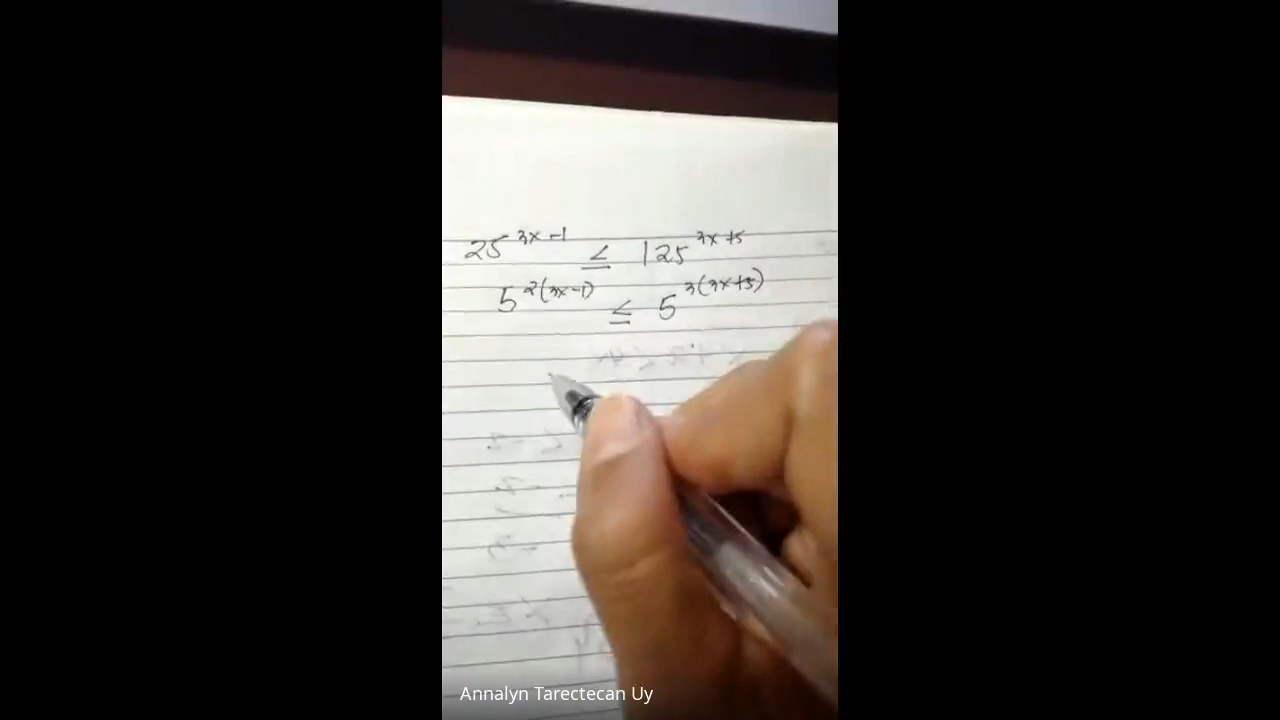 25^3x-1 ≤ 125^3x+5
5^2(3x-1) ≤ 5^3(3x+5)
Annalyn Tarectecan Uy